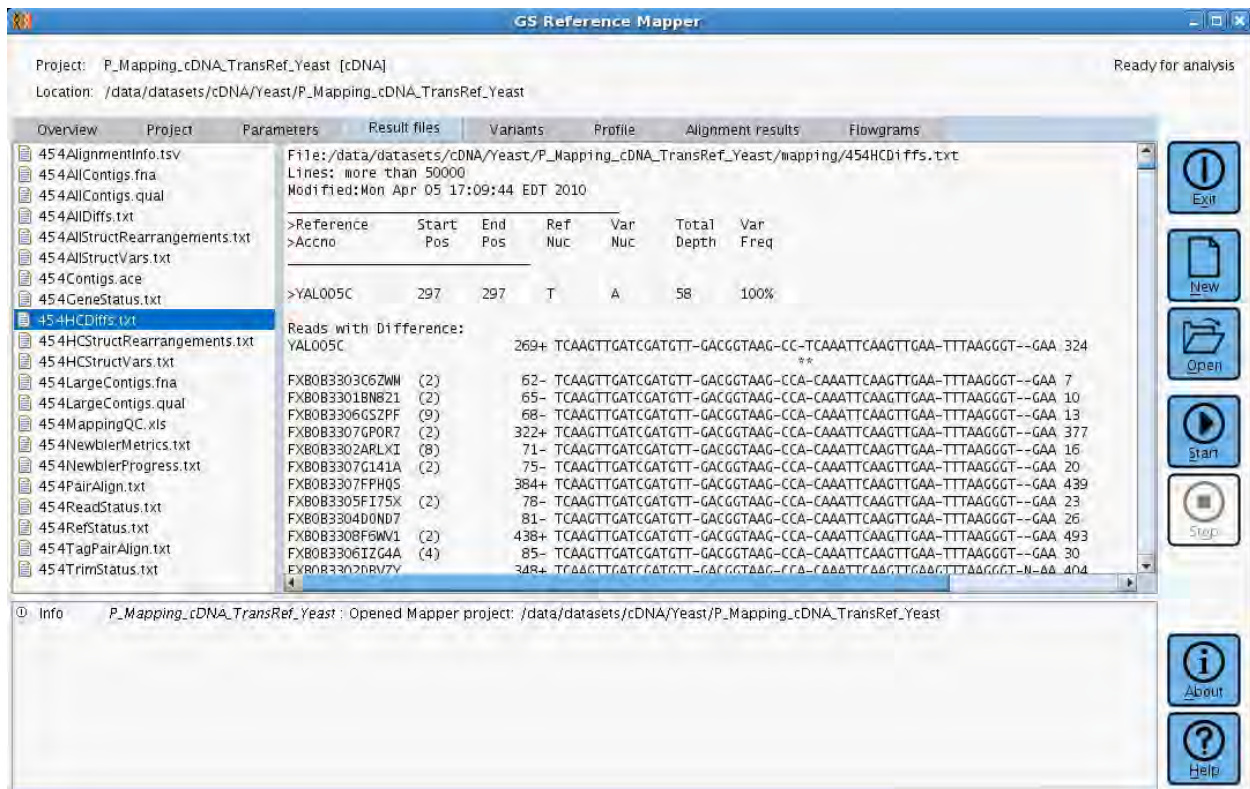 GS Reference Mapper
Project: P_Mapping_cDNA_TransRef_Yeast [cDNA]
Ready for analysis
Location: /data/datasets/cDNA/Yeast/P_Mapping_cDNA_TransRef_Yeast
Overview Project Parameters Result files Variants Profile Alignment results Flowgrams
454AlignmentInfo.tsv
454AllContigs.fna
454AllContigs.qual
454AllDiffs.txt
454AllStructRearrangements.txt
454AllStructVars.txt
454Contigs.ace
454GeneStatus.txt
454HCDiffs.txt
454HCStructRearrangements.txt
454HCStructVars.txt
454LargeContigs.fna
454LargeContigs.qual
454MappingQC.xls
454NewblerMetrics.txt
454NewblerProgress.txt
454PairAlign.txt
454ReadStatus.txt
454RefStatus.txt
454TagPairAlign.txt
454TrimStatus.txt
File:/data/datasets/cDNA/Yeast/P_Mapping_cDNA_TransRef_Yeast/mapping/454HCDiffs.txt
Lines: more than 50000
Modified:Mon Apr 05 17:09:44 EDT 2010
>Reference Start End Ref Var Total Var
>Accno Pos Pos Nuc Nuc Depth Freq
>YAL005C 297 297 T A 58 100%
Reads with Difference:
YAL005C 269+ TCAAGTTGATCGATGTT-GACGGTAAG-CC-TCAAATTCAAGTTGAA-TTTAAGGGT--GAA 324
**
FXB0B3303C6ZWM (2) 62- TCAAGTTGATCGATGTT-GACGGTAAG-CCA-CAAATTCAAGTTGAA-TTTAAGGGT--GAA 7
FXB0B3301BN821 (2) 65- TCAAGTTGATCGATGTT-GACGGTAAG-CCA-CAAATTCAAGTTGAA-TTTAAGGGT--GAA 10
FXB0B3306GSZPF (9) 68- TCAAGTTGATCGATGTT-GACGGTAAG-CCA-CAAATTCAAGTTGAA-TTTAAGGGT--GAA 13
FXB0B3307GPOR7 (2) 322+ TCAAGTTGATCGATGTT-GACGGTAAG-CCA-CAAATTCAAGTTGAA-TTTAAGGGT--GAA 377
FXB0B3302ARLXI (8) 71- TCAAGTTGATCGATGTT-GACGGTAAG-CCA-CAAATTCAAGTTGAA-TTTAAGGGT--GAA 16
FXB0B3307G141A (2) 75- TCAAGTTGATCGATGTT-GACGGTAAG-CCA-CAAATTCAAGTTGAA-TTTAAGGGT--GAA 20
FXB0B3307FPHQS 384+ TCAAGTTGATCGATGTT-GACGGTAAG-CCA-CAAATTCAAGTTGAA-TTTAAGGGT--GAA 439
FXB0B3305FI75X (2) 78- TCAAGTTGATCGATGTT-GACGGTAAG-CCA-CAAATTCAAGTTGAA-TTTAAGGGT--GAA 23
FXB0B3304D0ND7 81- TCAAGTTGATCGATGTT-GACGGTAAG-CCA-CAAATTCAAGTTGAA-TTTAAGGGT--GAA 26
FXB0B3308F6WV1 (2) 438+ TCAAGTTGATCGATGTT-GACGGTAAG-CCA-CAAATTCAAGTTGAA-TTTAAGGGT--GAA 493
FXB0B3306IZG4A (4) 85- TCAAGTTGATCGATGTT-GACGGTAAG-CCA-CAAATTCAAGTTGAA-TTTAAGGGT--GAA 30
Exit
New
Open
Start
Stop
Info P_Mapping_cDNA_TransRef_Yeast : Opened Mapper project: /data/datasets/cDNA/Yeast/P_Mapping_cDNA_TransRef_Yeast
About
Help